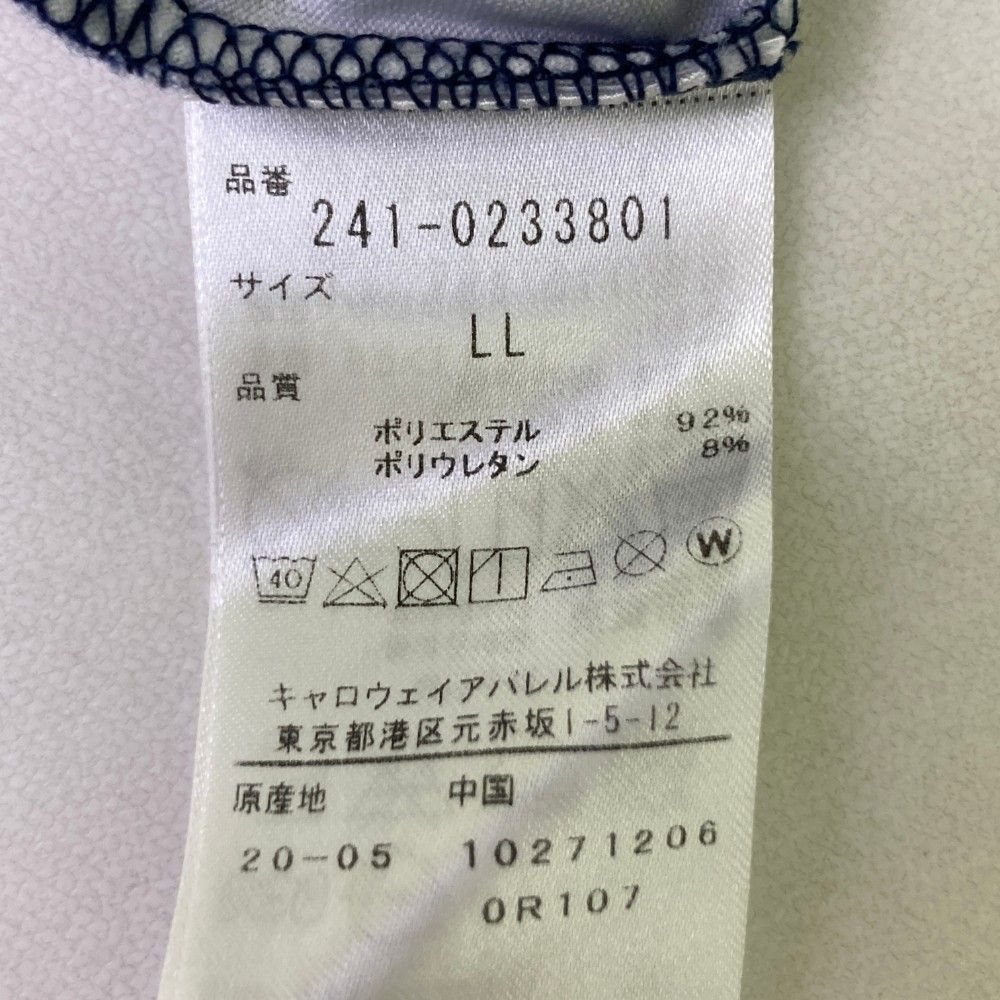 品番
241-0233801
サイズ
LL
品質
ポリエステル 92%
ポリウレタン 8%
40 W
キャロウェイアパレル株式会社
東京都港区元赤坂1-5-12
原産地 中国
20-05 10271206
0R107